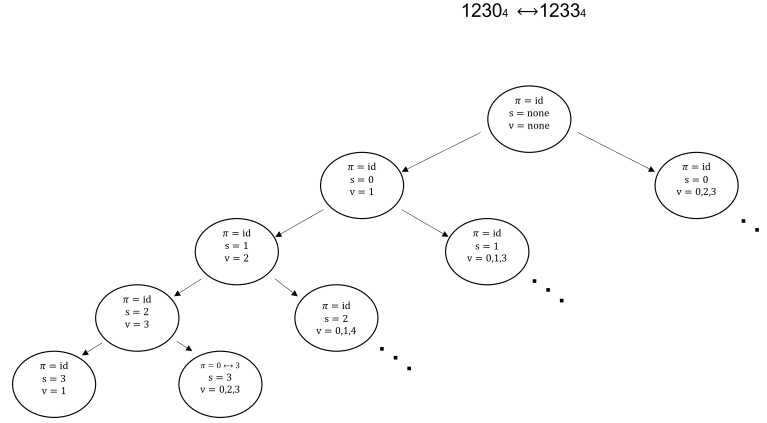 1230₄ ↔1233₄
π = id
s = none
v = none
π = id
s = 0
v = 1
π = id
s = 0
v = 0,2,3
π = id
s = 1
v = 2
π = id
s = 1
v = 0,1,3
π = id
s = 2
v = 3
π = id
s = 2
v = 0,1,4
π = id
s = 3
v = 1
π = 0 ↔ 3
s = 3
v = 0,2,3